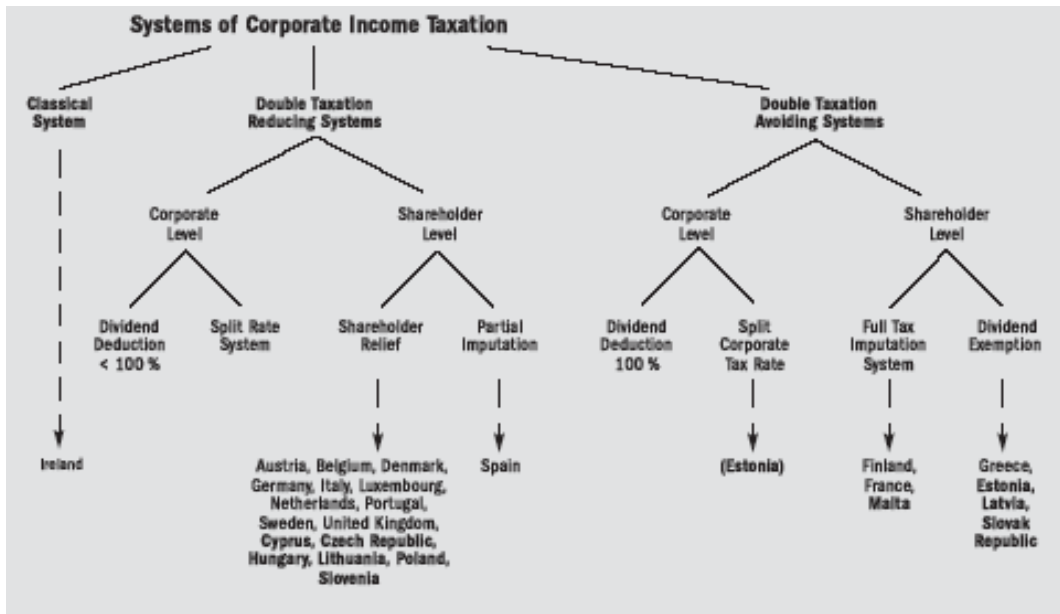 Systems of Corporate Income Taxation
Classical
System
Double Taxation
Reducing Systems
Double Taxation
Avoiding Systems
Corporate
Level
Shareholder
Level
Corporate
Level
Shareholder
Level
Dividend
Deduction
< 100 %
Split Rate
System
Shareholder
Relief
Partial
Imputation
Dividend
Deduction
100 %
Split
Corporate
Tax Rate
Full Tax
Imputation
System
Dividend
Exemption
Ireland
Austria, Belgium, Denmark,
Germany, Italy, Luxembourg,
Netherlands, Portugal,
Sweden, United Kingdom,
Cyprus, Czech Republic,
Hungary, Lithuania, Poland,
Slovenia
Spain
(Estonia)
Finland,
France,
Malta
Greece,
Estonia,
Latvia,
Slovak
Republic